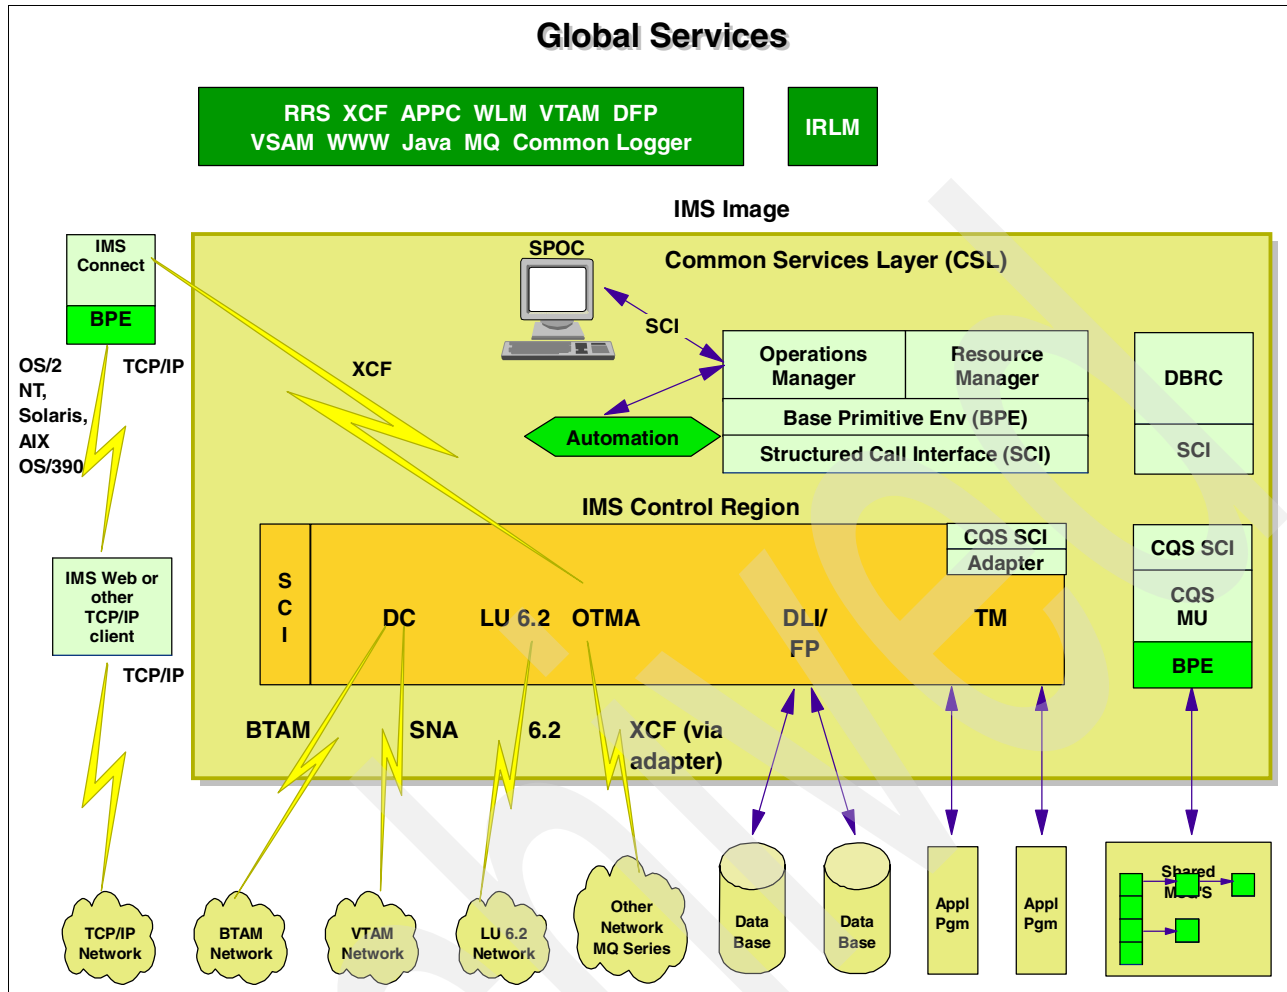 Global Services
RRS XCF APPC WLM VTAM DFP
VSAM WWW Java MQ Common Logger
IRLM
IMS Image
IMS
Connect
BPE
SPOC
Common Services Layer (CSL)
SCI
Operations
Manager
Resource
Manager
Base Primitive Env (BPE)
Structured Call Interface (SCI)
Automation
DBRC
SCI
OS/2
NT,
Solaris,
AIX
OS/390
TCP/IP
XCF
IMS Control Region
CQS SCI
Adapter
S
C
I
DC
LU 6.2
OTMA
DLI/
FP
TM
CQS SCI
CQS
MU
BPE
IMS Web or
other
TCP/IP
client
TCP/IP
BTAM
SNA
6.2
XCF (via
adapter)
TCP/IP
Network
BTAM
Network
VTAM
Network
LU 6.2
Network
Other
Network
MQ Series
Data
Base
Data
Base
Appl
Pgm
Appl
Pgm
Shared